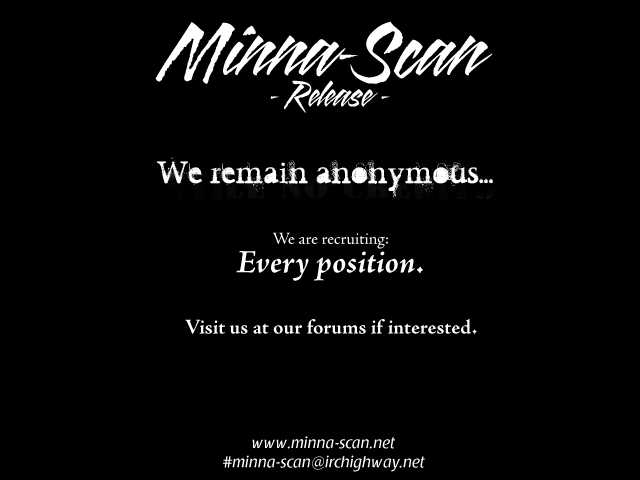 Minna-Scan
- Release -
We remain anonymous...
We are recruiting:
Every position.
Visit us at our forums if interested.
www.minna-scan.net
#minna-scan@irchighway.net